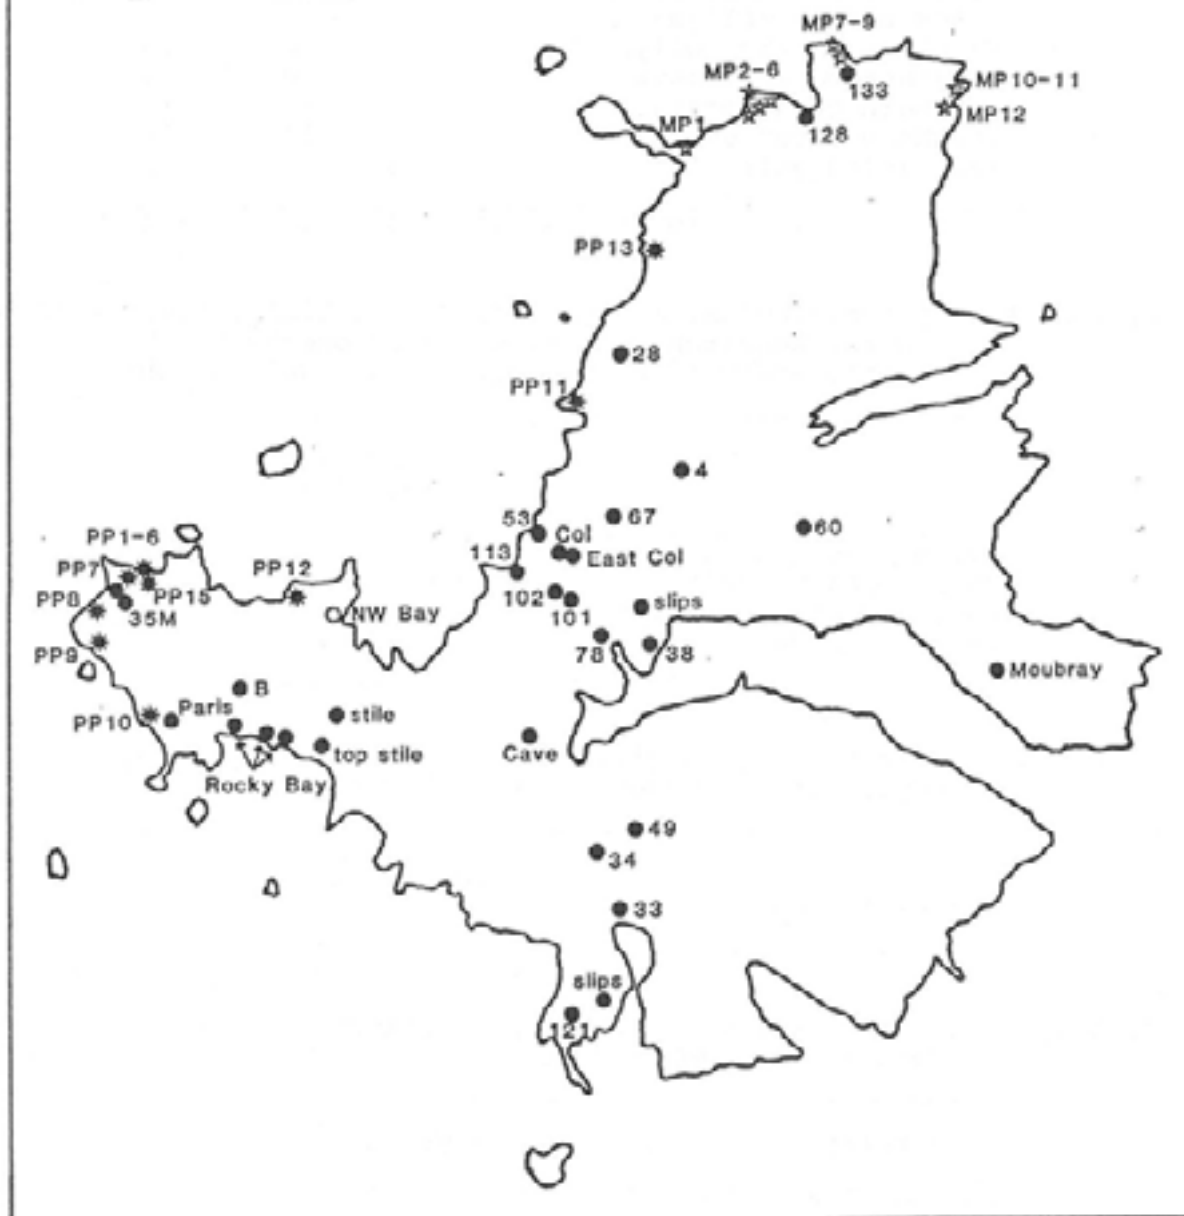 MP7-9
MP2-6
MP10-11
133
MP12
MP1
128
PP13
28
PP11
4
67
53
Col
60
PP1-6
113
East Col
PP7
PP12
PP15
102
PP8
slips
35M
NW Bay
101
78
38
PP9
Moubray
B
Paris
stile
PP10
top stile
Cave
Rocky Bay
49
34
33
slips
121